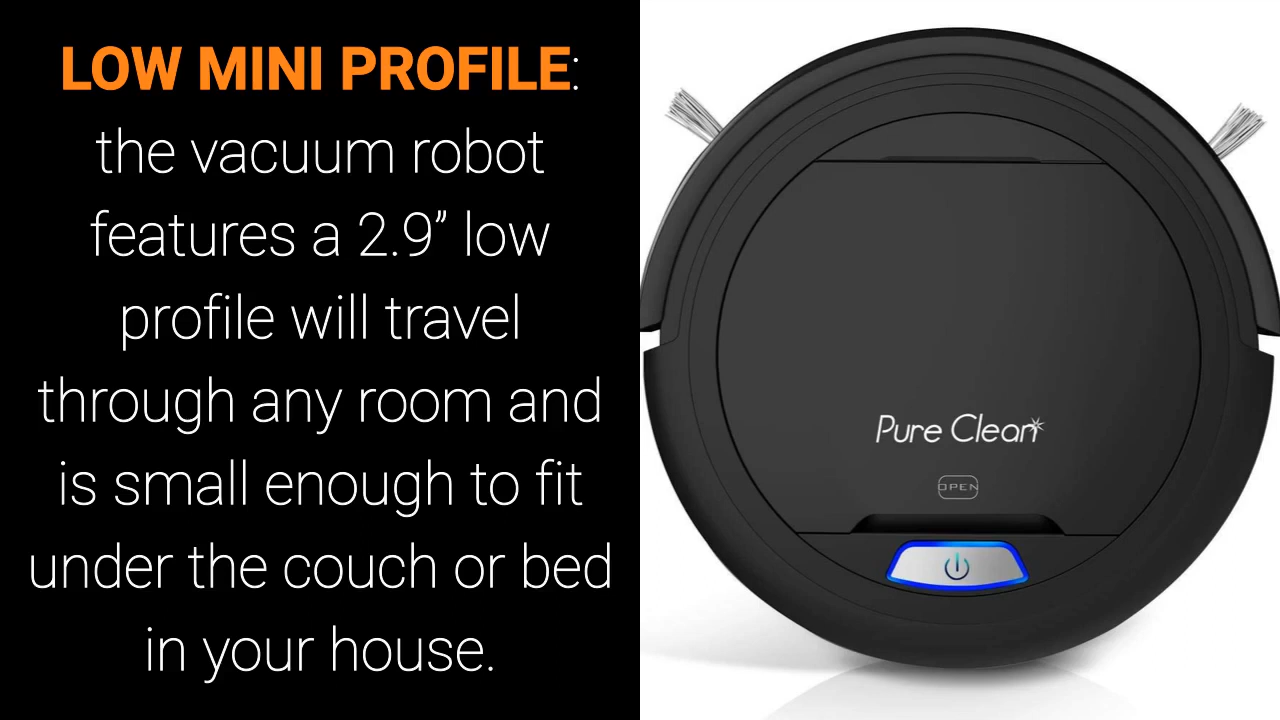 LOW MINI PROFILE:
the vacuum robot
features a 2.9” low
profile will travel
through any room and
is small enough to fit
under the couch or bed
in your house.
Pure Clean
OPEN